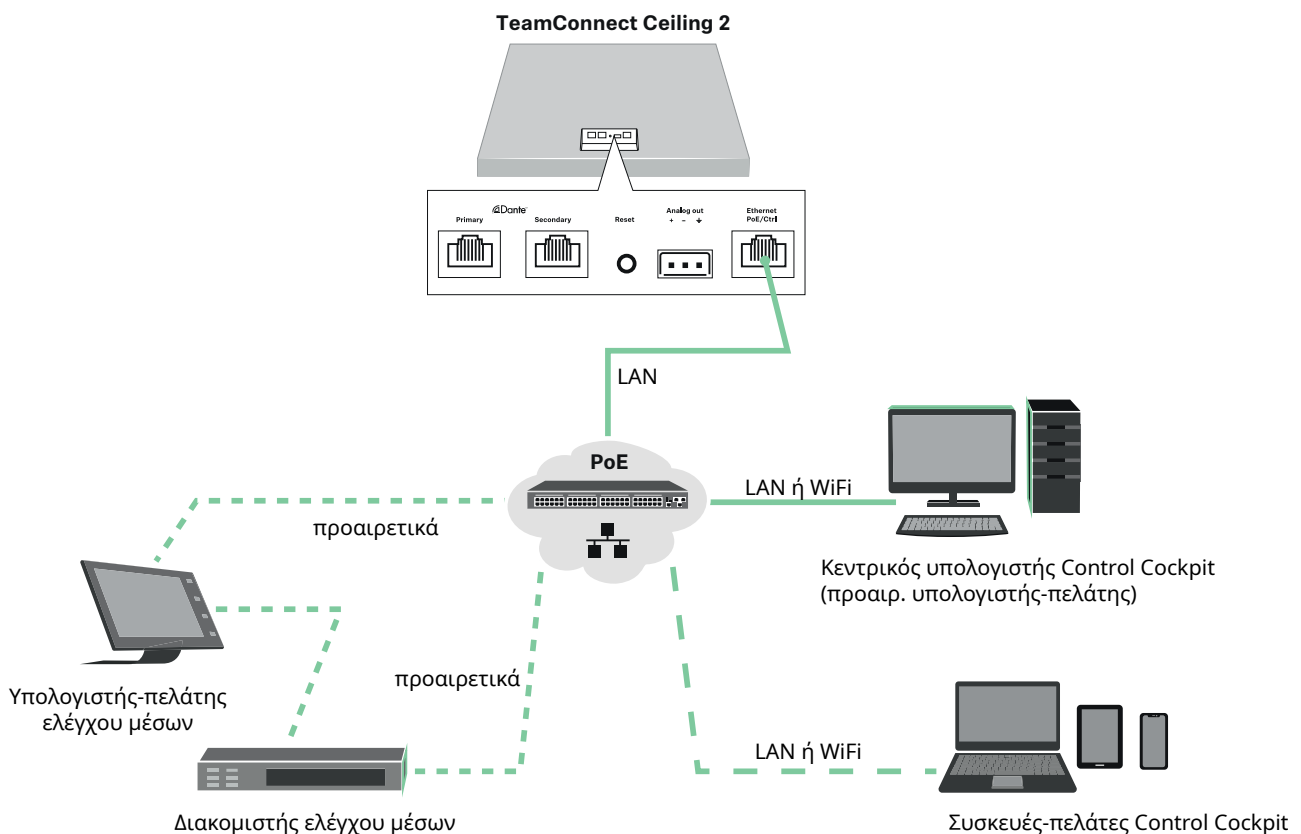 TeamConnect Ceiling 2
Dante™
Primary Secondary Reset Analog out Ethernet
+ - PoE/Ctrl
LAN
PoE
LAN ή WiFi
προαιρετικά
Κεντρικός υπολογιστής Control Cockpit
(προαιρ. υπολογιστής-πελάτης)
προαιρετικά
Υπολογιστής-πελάτης
ελέγχου μέσων
LAN ή WiFi
Διακομιστής ελέγχου μέσων
Συσκευές-πελάτες Control Cockpit